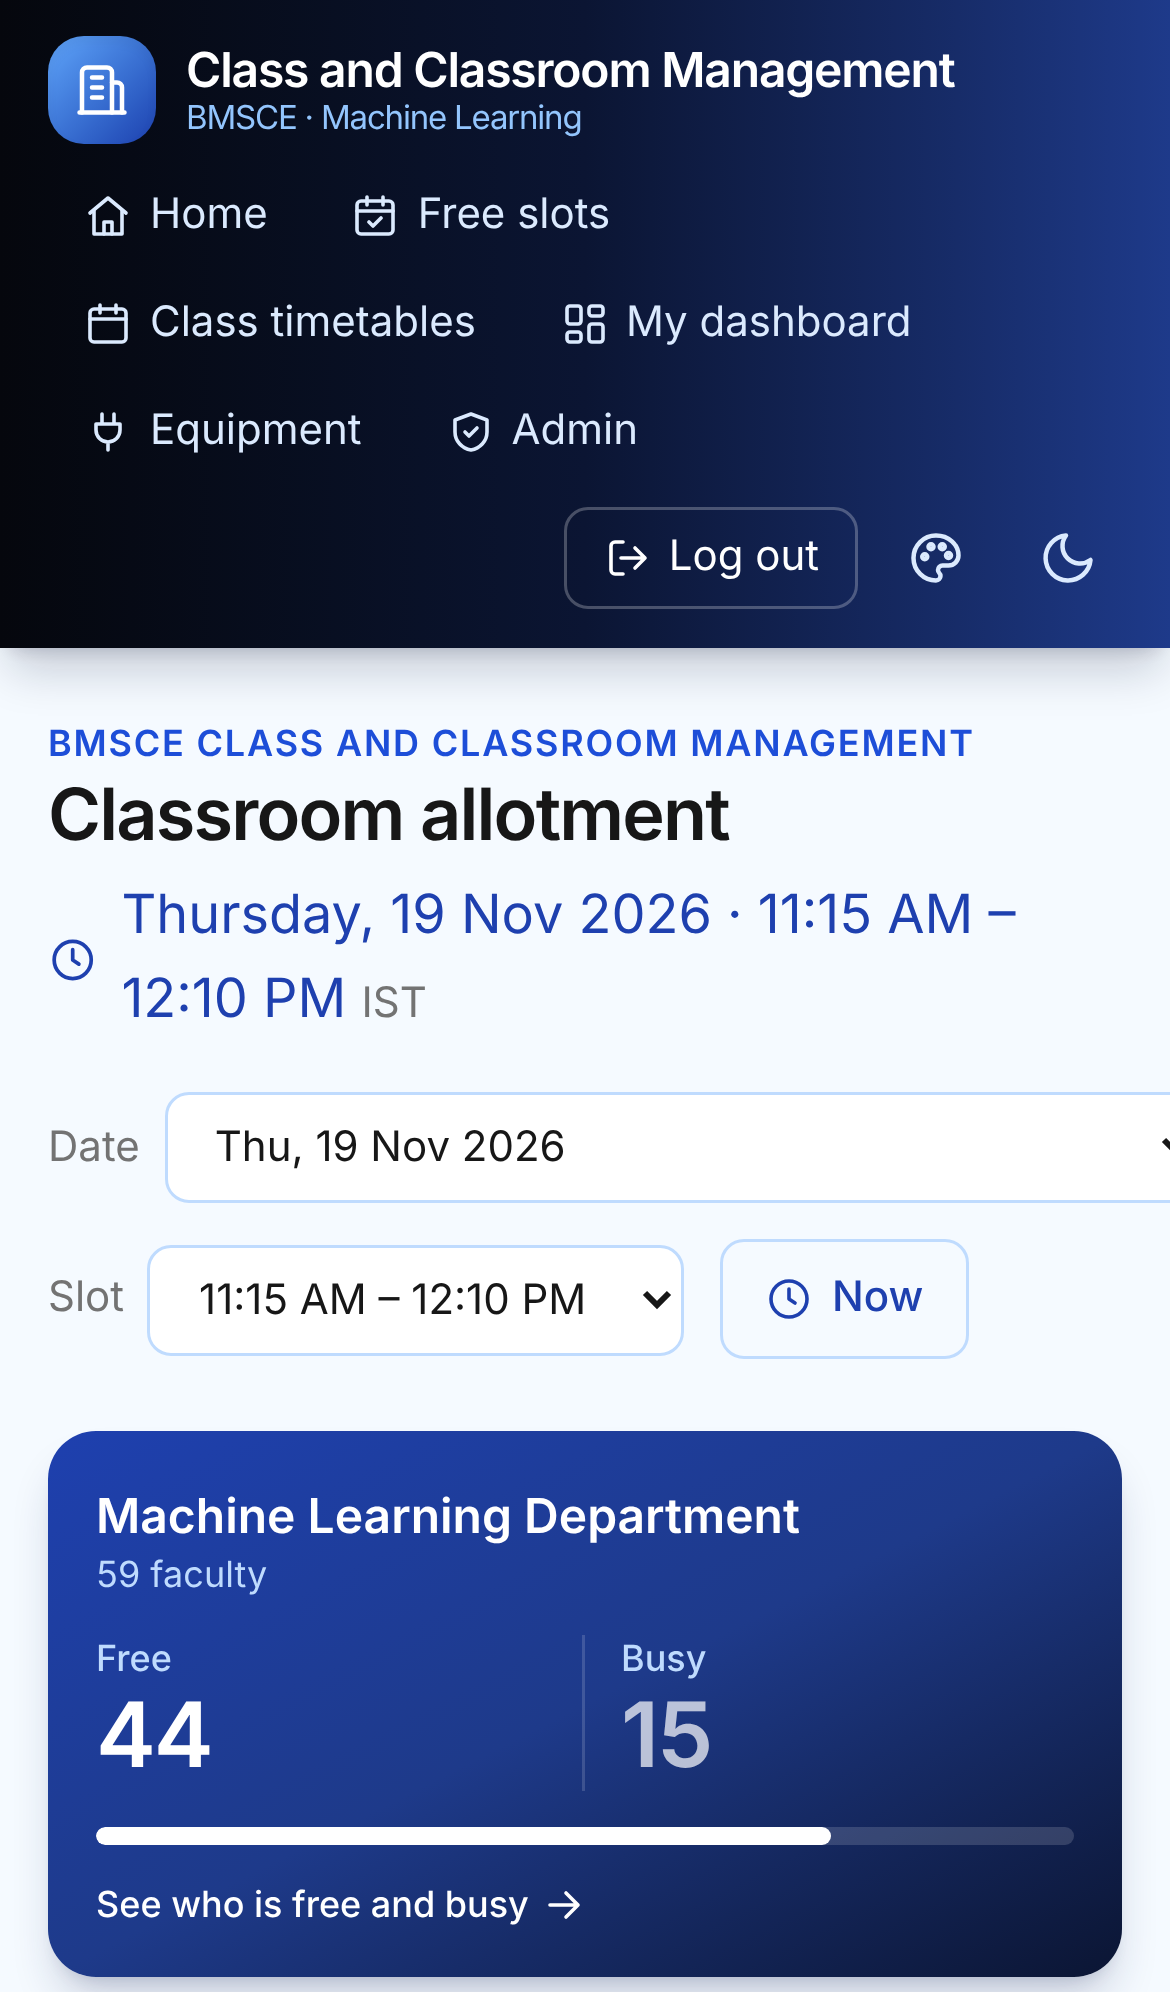 Class and Classroom Management
BMSCE · Machine Learning
Home
Free slots
Class timetables
My dashboard
Equipment
Admin
Log out
BMSCE CLASS AND CLASSROOM MANAGEMENT
Classroom allotment
Thursday, 19 Nov 2026 · 11:15 AM –
12:10 PM IST
Date
Thu, 19 Nov 2026
Slot
11:15 AM – 12:10 PM
Now
Machine Learning Department
59 faculty
Free
Busy
44
15
See who is free and busy →